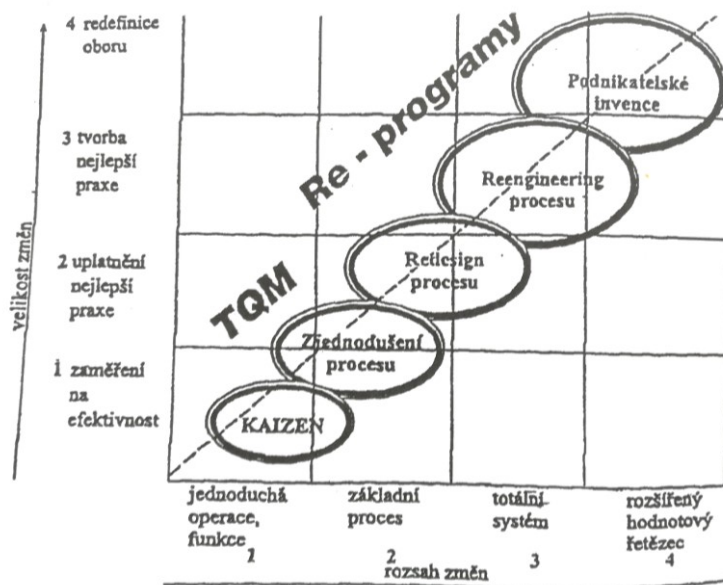 4 redefinice
oboru
3 tvorba
nejlepší
praxe
2 uplatnění
nejlepší
praxe
1 zaměření
na
efektivnost
velikost změn
Re - programy
TQM
Podnikatelské
invence
Reengineering
procesu
Redesign
procesu
Zjednodušení
procesu
KAIZEN
jednoduchá
operace,
funkce
1
základní
proces
2
totální
systém
3
rozšířený
hodnotový
řetězec
4
rozsah změn